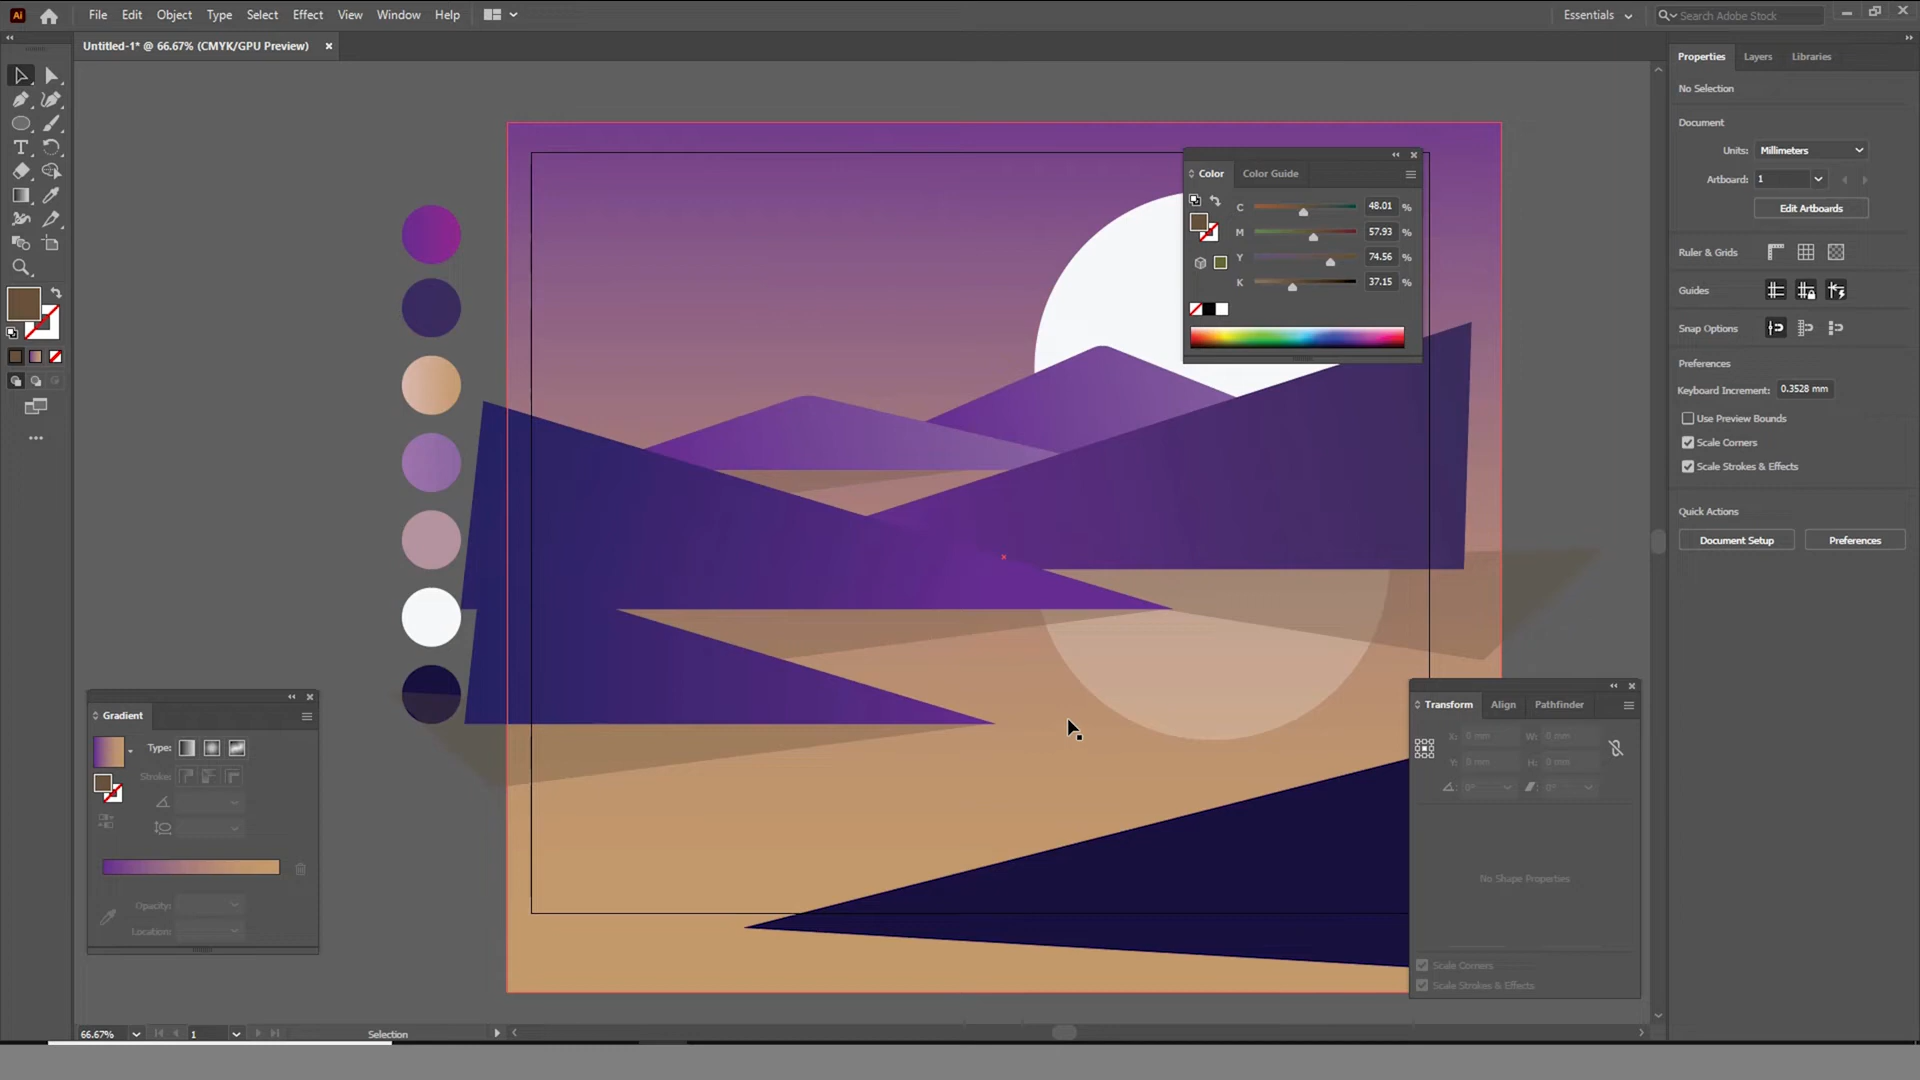 Ai File Edit Object Type Select Effect View Window Help Essentials Search Adobe Stock
Untitled-1* @ 66.67% (CMYK/GPU Preview)
Properties Layers Libraries
No Selection
Document
Units: Millimeters
Artboard: 1
Edit Artboards
Ruler & Grids
Guides
Snap Options
Preferences
Keyboard Increment: 0.3528 mm
Use Preview Bounds
Scale Corners
Scale Strokes & Effects
Quick Actions
Document Setup Preferences
Color Color Guide
C 48.01 %
M 57.93 %
Y 74.56 %
K 37.15 %
Gradient
Type:
Stroke:
Opacity:
Location:
Transform Align Pathfinder
X: 0 mm W: 0 mm
Y: 0 mm H: 0 mm
0° 0°
No Shape Properties
Scale Corners
Scale Strokes & Effects
66.67% 1 Selection